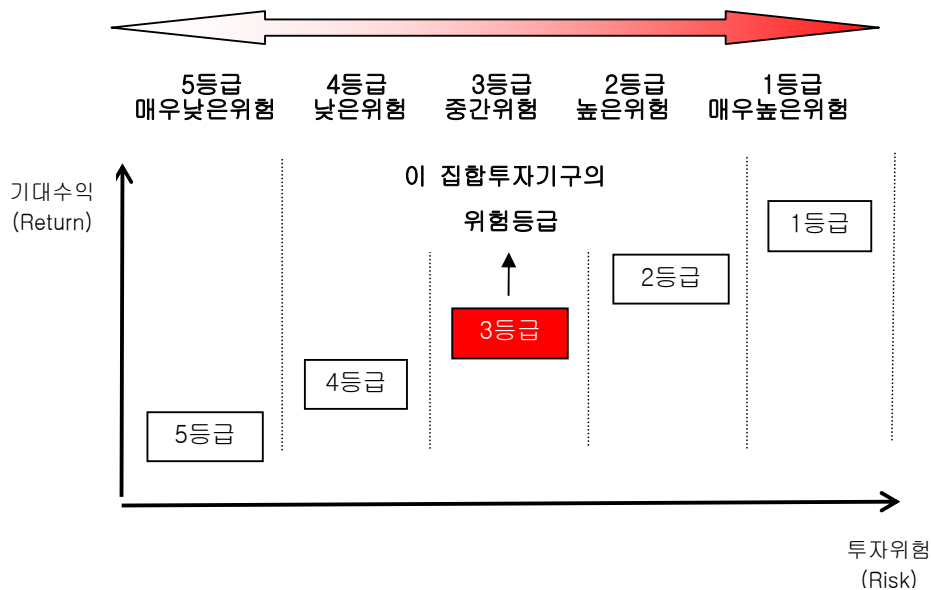 5등급 4등급 3등급 2등급 1등급
매우낮은위험 낮은위험 중간위험 높은위험 매우높은위험
이 집합투자기구의
위험등급
기대수익
(Return)
1등급
2등급
3등급
4등급
5등급
투자위험
(Risk)